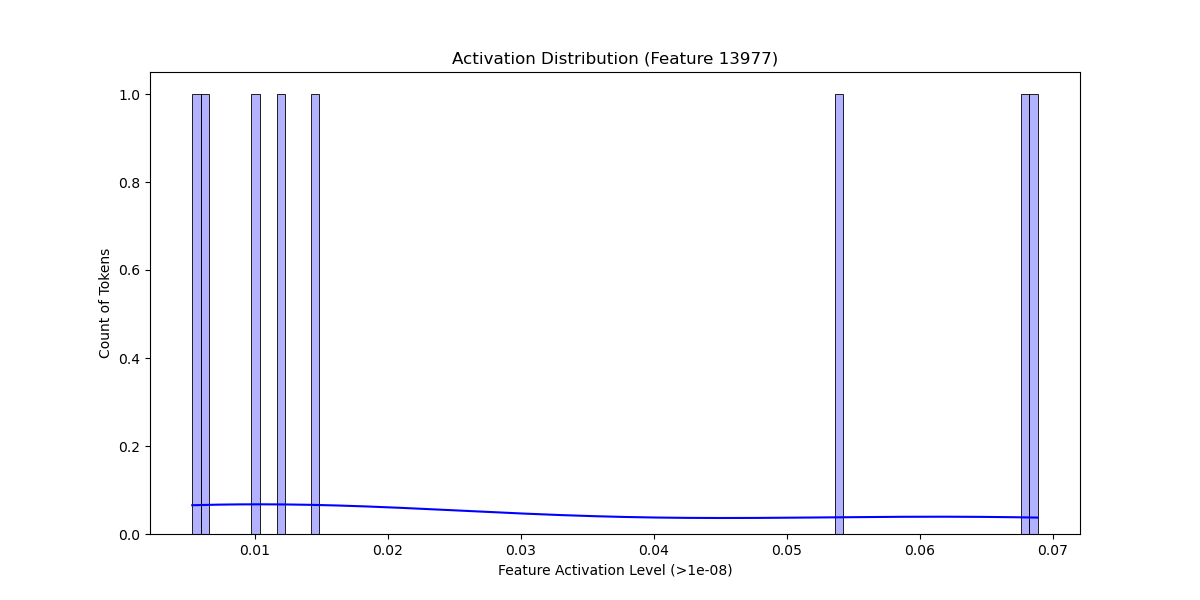 Activation Distribution (Feature 13977)
1.0
0.8
0.6
0.4
0.2
0.0
Count of Tokens
0.01 0.02 0.03 0.04 0.05 0.06 0.07
Feature Activation Level (>1e-08)